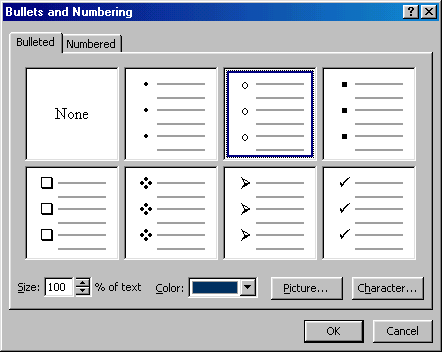 Bullets and Numbering
Bulleted Numbered
None
Size: 100 % of text Color: Picture... Character...
OK Cancel